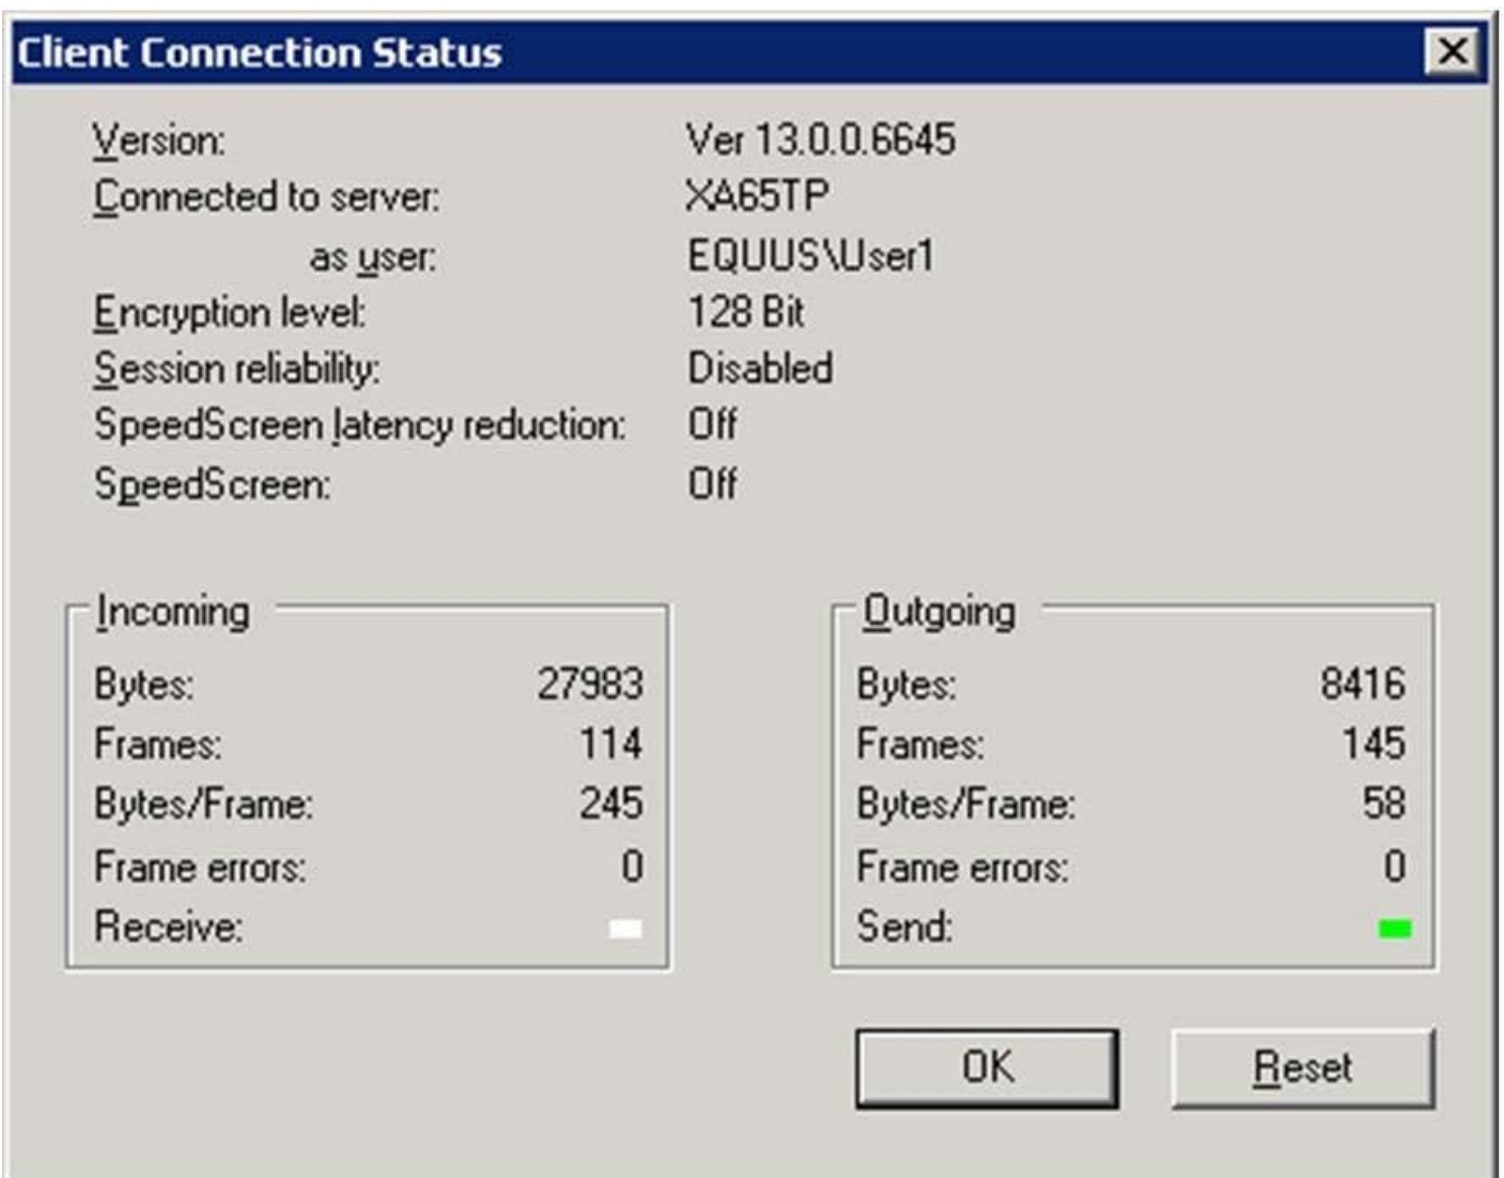 Client Connection Status
Version: Ver 13.0.0.6645
Connected to server: XA65TP
as user: EQUUS\User1
Encryption level: 128 Bit
Session reliability: Disabled
SpeedScreen latency reduction: Off
SpeedScreen: Off
Incoming
Bytes: 27983
Frames: 114
Bytes/Frame: 245
Frame errors: 0
Receive:
Outgoing
Bytes: 8416
Frames: 145
Bytes/Frame: 58
Frame errors: 0
Send:
OK Reset